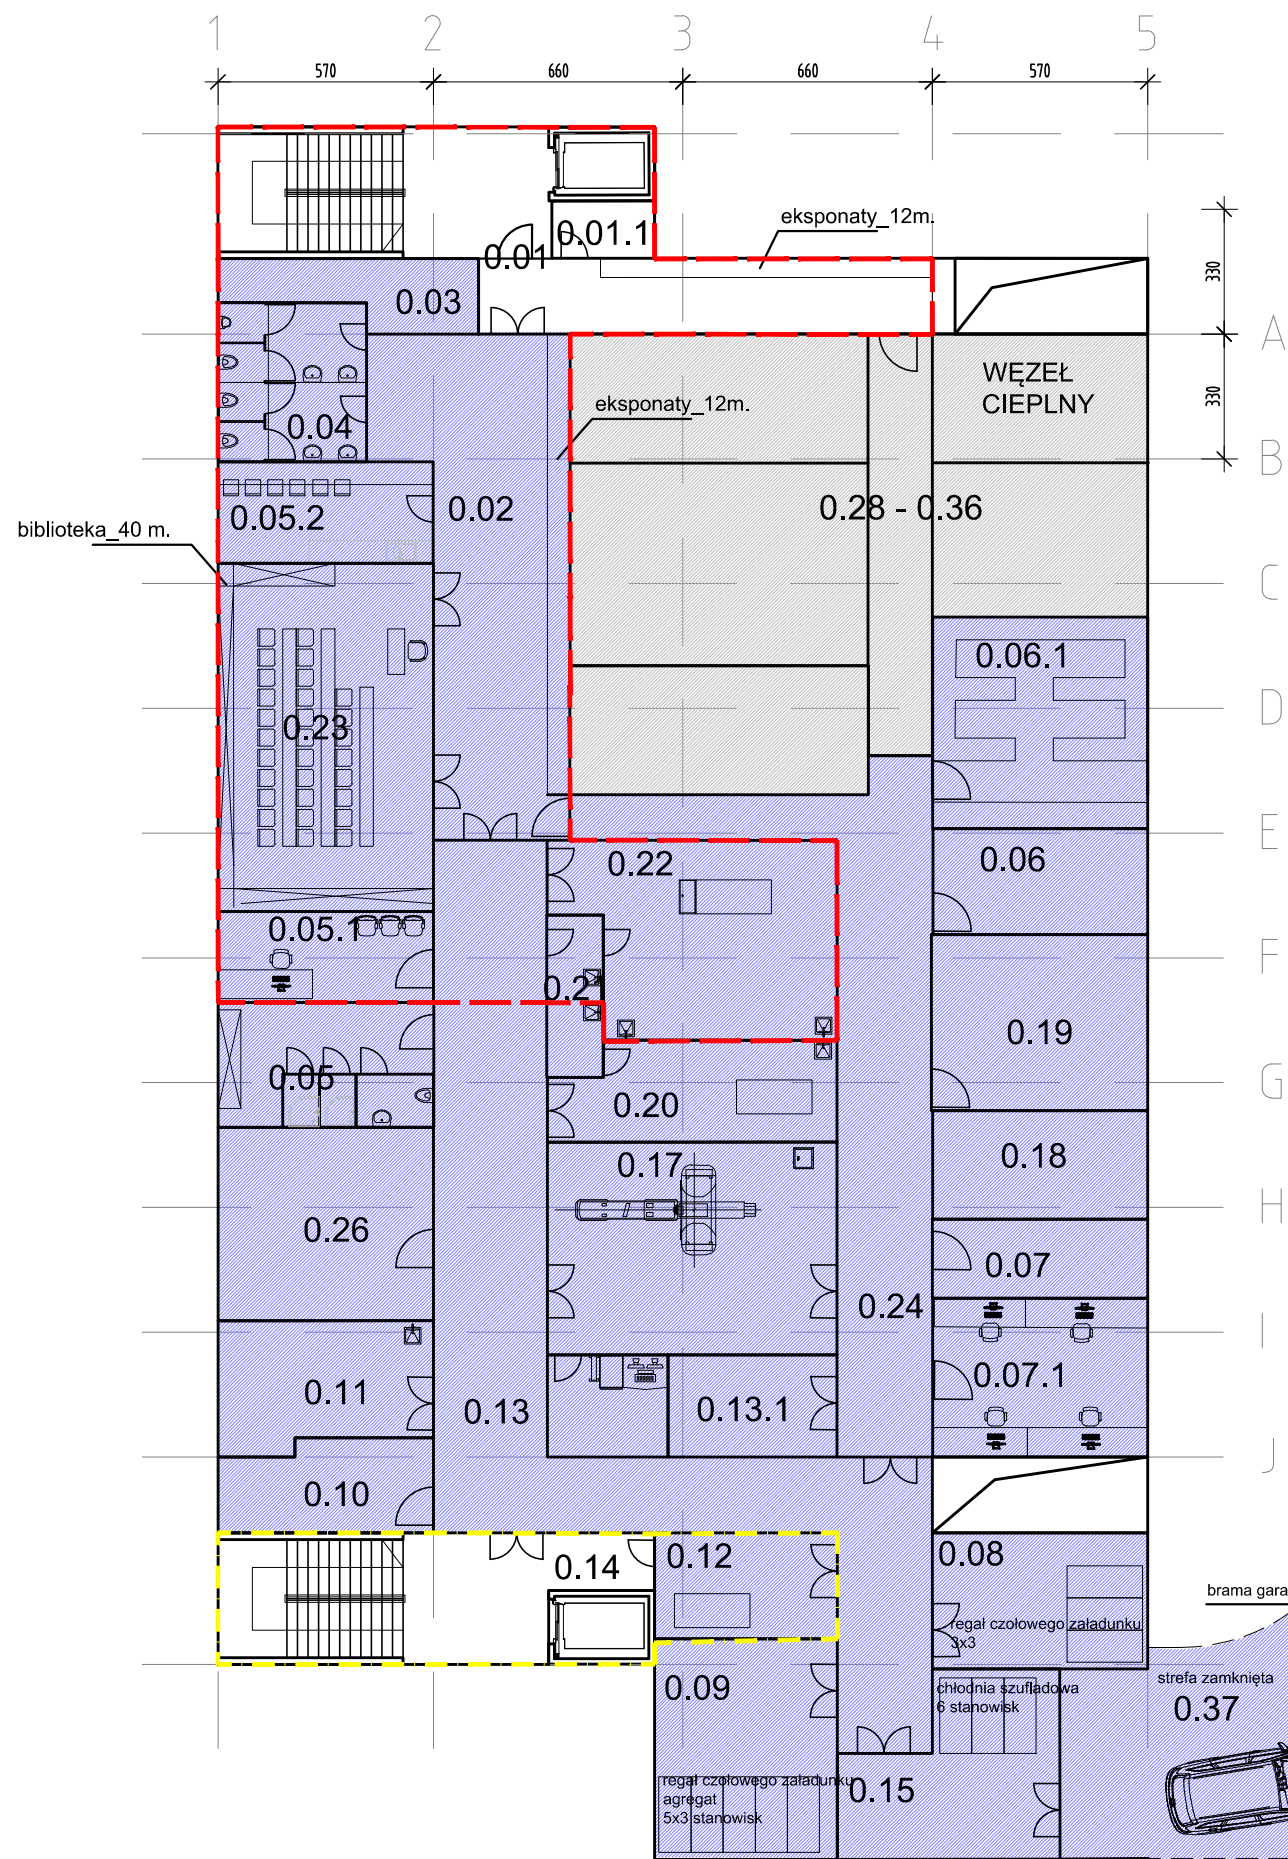 1
2
3
4
5
570
660
660
570
eksponaty_12m.
0.01.1
0.01
330
0.03
A
WĘZEŁ
CIEPLNY
330
eksponaty_12m.
0.04
B
0.05.2
0.02
0.28 - 0.36
biblioteka_40 m.
C
0.06.1
D
0.23
E
0.22
0.06
0.05.1
F
0.2
0.19
0.05
G
0.20
0.18
0.17
H
0.26
0.07
0.24
I
0.07.1
0.11
0.13
0.13.1
J
0.10
0.12
0.14
0.08
brama gara
regał czołowego załadunku
3x3
strefa zamknięta
0.37
0.09
chłodnia szufladowa
6 stanowisk
regał czołowego załadunku
agregat
5x3 stanowisk
0.15